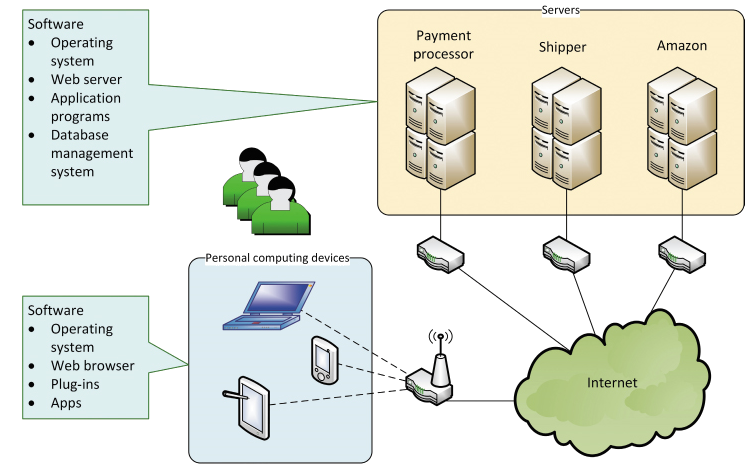 Software
• Operating
system
• Web server
• Application
programs
• Database
management
system
Servers
Payment
processor
Shipper
Amazon
Personal computing devices
Software
• Operating
system
• Web browser
• Plug-ins
• Apps
Internet